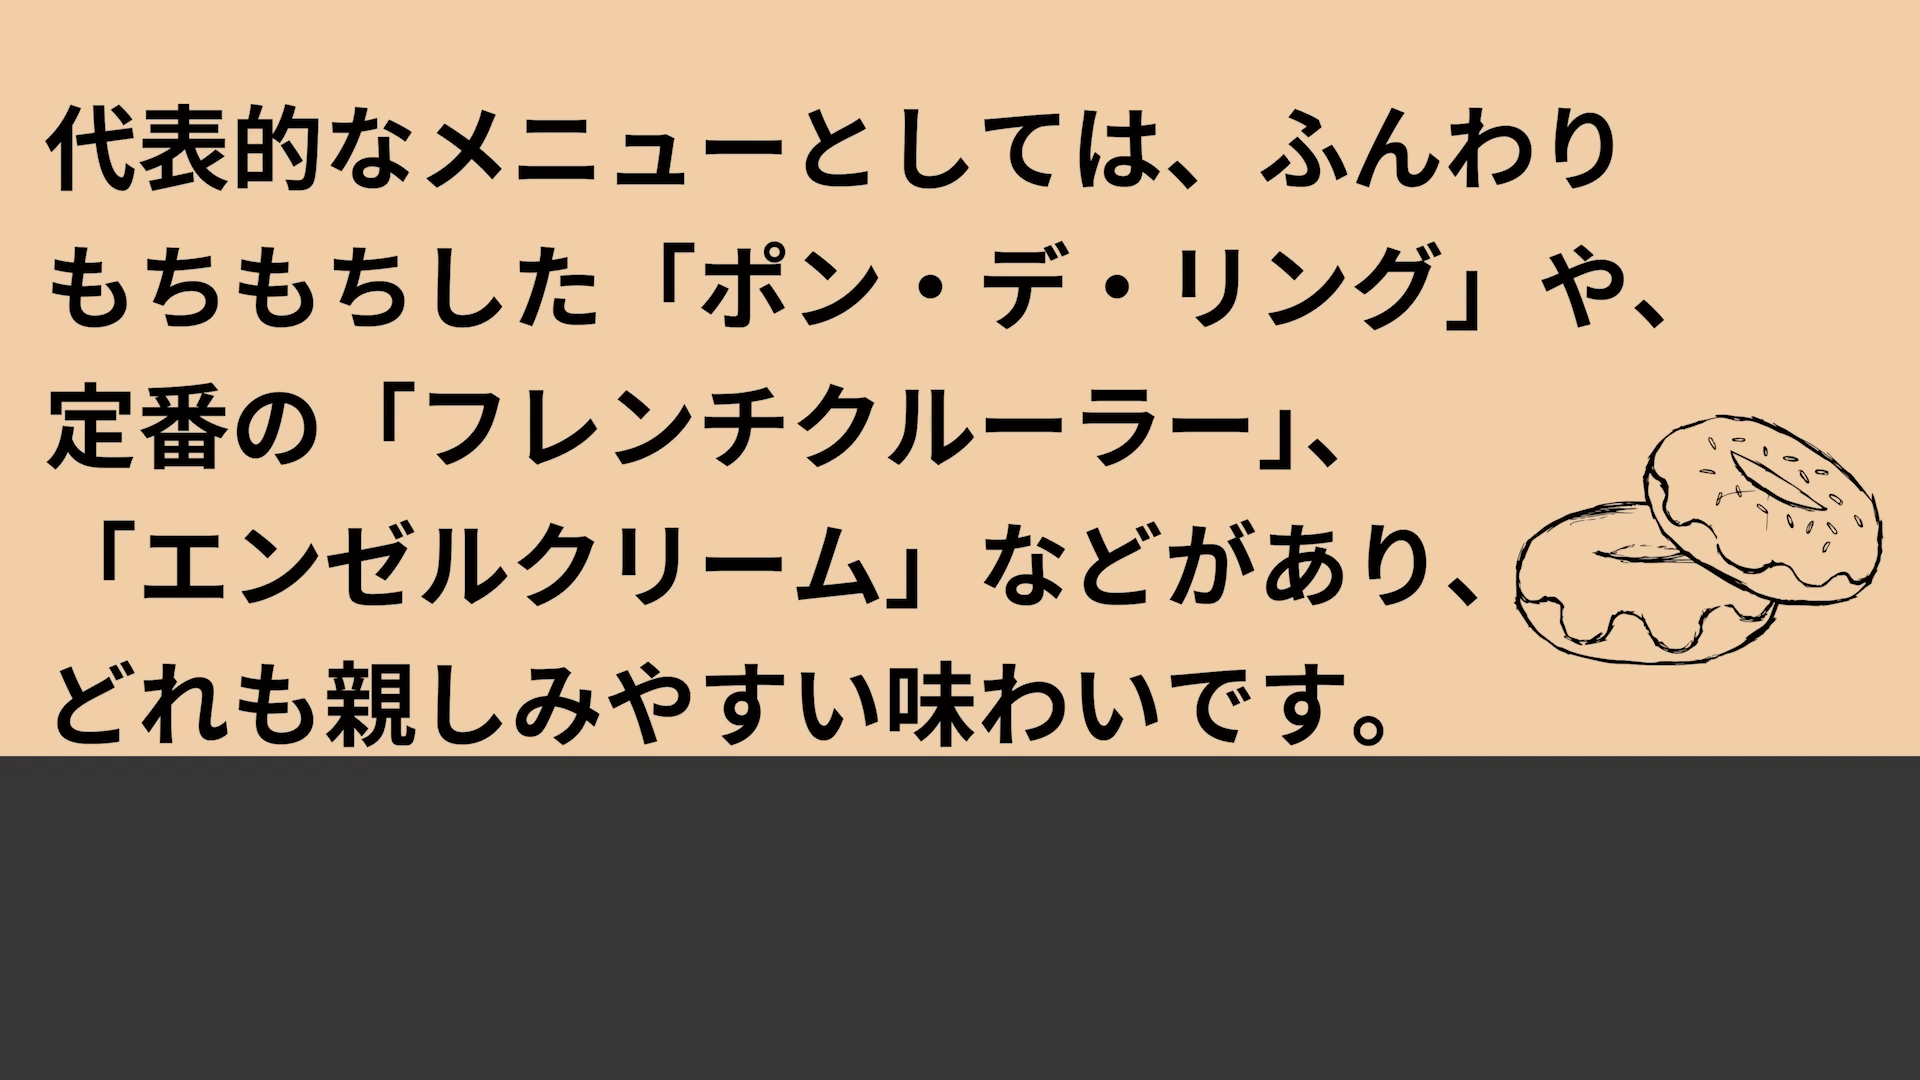 代表的なメニューとしては、ふんわり
もちもちした「ポン・デ・リング」や、
定番の「フレンチクルーラー」、
「エンゼルクリーム」などがあり、
どれも親しみやすい味わいです。